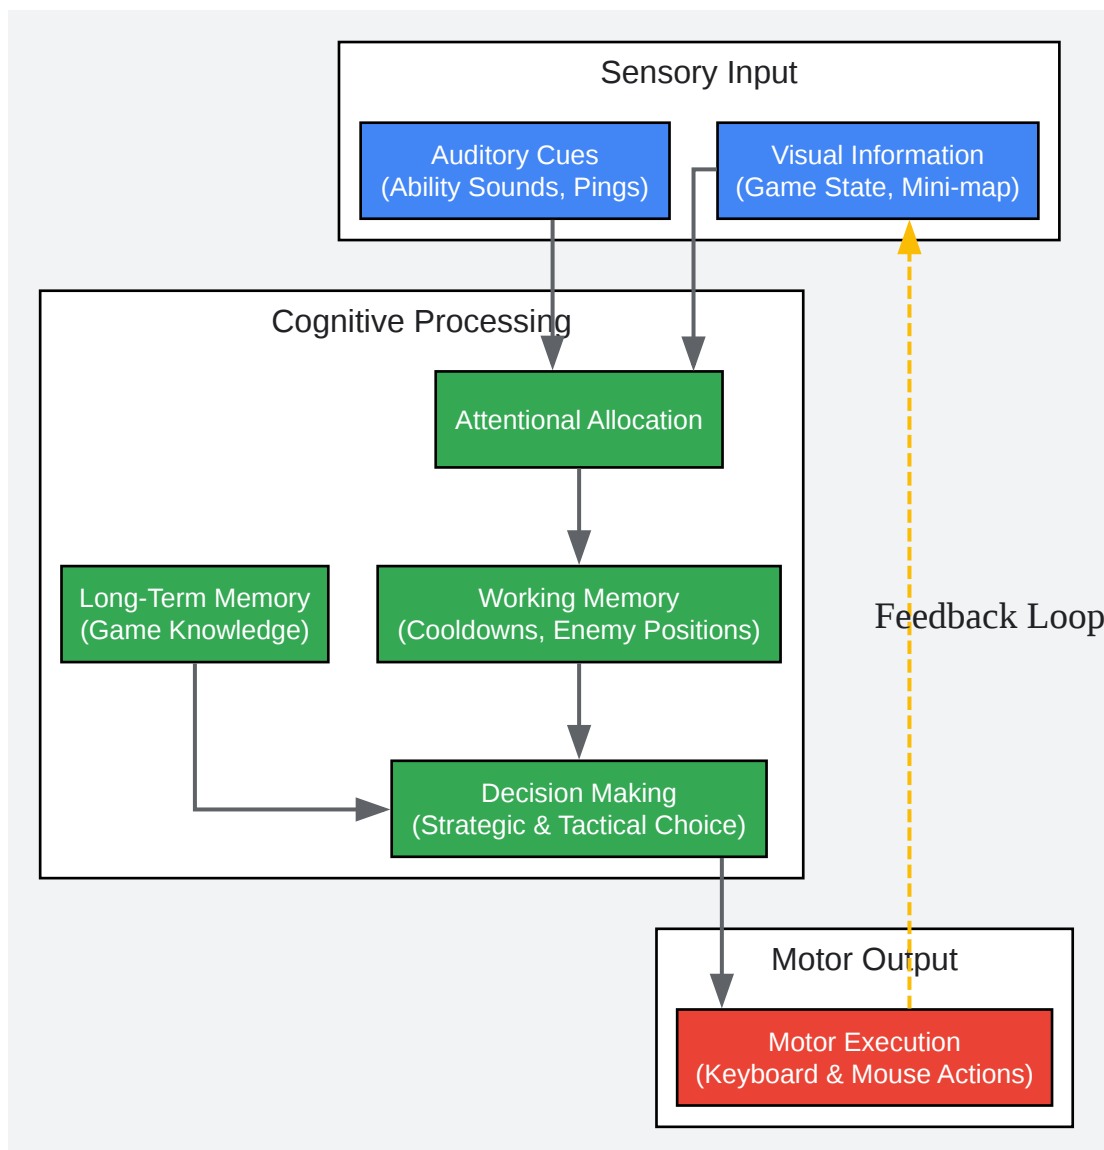 Sensory Input
Auditory Cues
(Ability Sounds, Pings)
Visual Information
(Game State, Mini-map)
Cognitive Processing
Attentional Allocation
Long-Term Memory
(Game Knowledge)
Working Memory
(Cooldowns, Enemy Positions)
Feedback Loop
Decision Making
(Strategic & Tactical Choice)
Motor Output
Motor Execution
(Keyboard & Mouse Actions)